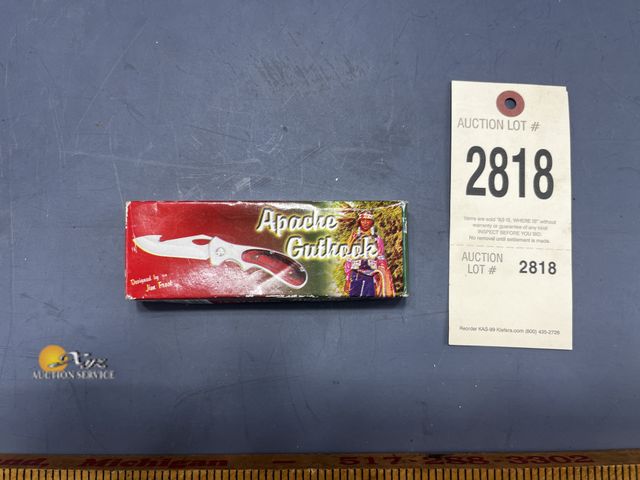 AUCTION LOT #
2818
Items are sold "AS IS, WHERE IS" without
warranty or guarantee of any kind.
INSPECT BEFORE YOU BID.
No removal until settlement is made.
AUCTION
LOT #
2818
Reorder KAS-99 Kiefers.com (800) 435-2726
Apache
Guthook
Designed by
Jim Frost
AUCTION SERVICE
Michigan